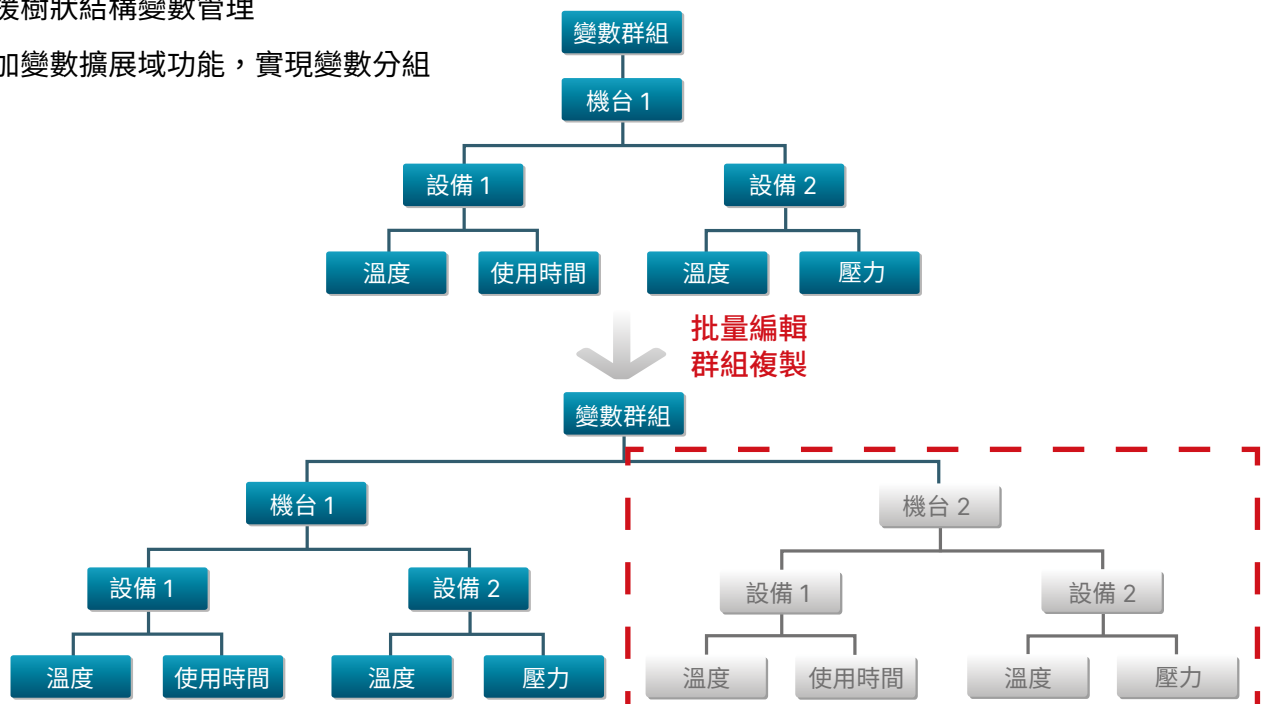 援樹狀結構變數管理
加變數擴展域功能，實現變數分組
變數群組
機台 1
設備 1
設備 2
溫度
使用時間
溫度
壓力
批量編輯
群組複製
變數群組
機台 1
機台 2
設備 1
設備 2
設備 1
設備 2
溫度
使用時間
溫度
壓力
溫度
使用時間
溫度
壓力